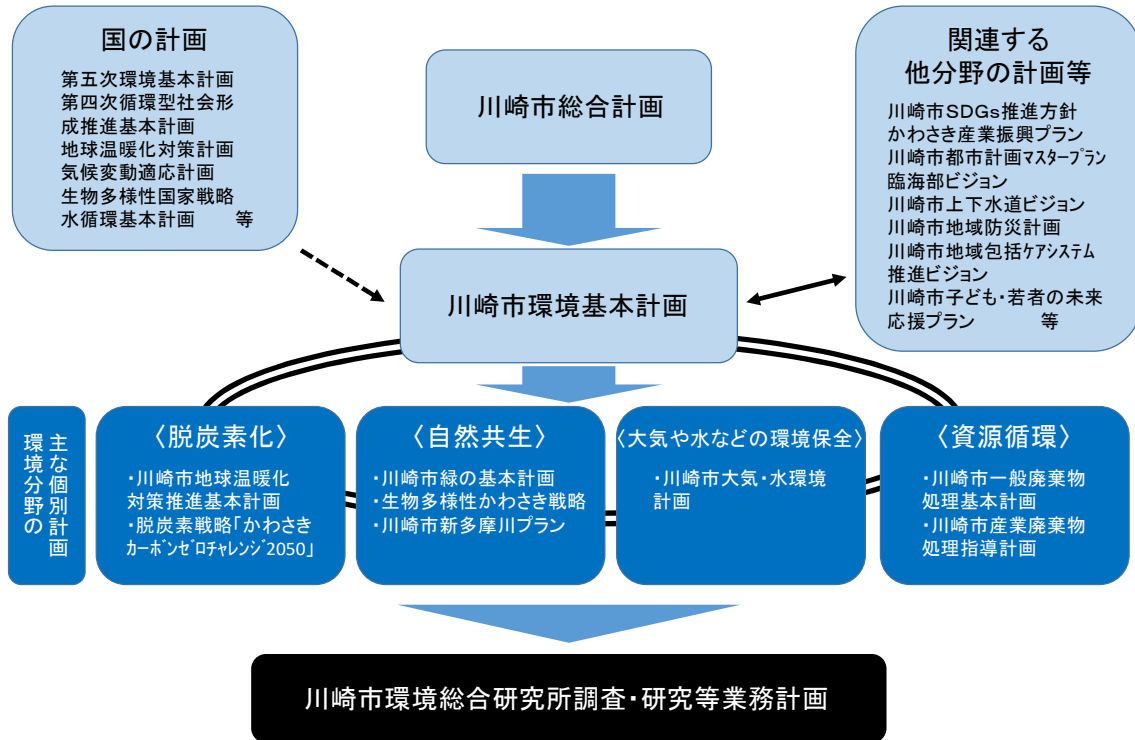 国の計画
第五次環境基本計画
第四次循環型社会形
成推進基本計画
地球温暖化対策計画
気候変動適応計画
生物多様性国家戦略
水循環基本計画　　等
川崎市総合計画
関連する
他分野の計画等
川崎市SDGs推進方針
かわさき産業振興プラン
川崎市都市計画マスタープラン
臨海部ビジョン
川崎市上下水道ビジョン
川崎市地域防災計画
川崎市地域包括ケアシステム
推進ビジョン
川崎市子ども・若者の未来
応援プラン　　　等
川崎市環境基本計画
環境分野の
主な個別計画
〈脱炭素化〉
・川崎市地球温暖化
対策推進基本計画
・脱炭素戦略「かわさき
カーボンゼロチャレンジ2050」
〈自然共生〉
・川崎市緑の基本計画
・生物多様性かわさき戦略
・川崎市新多摩川プラン
〈大気や水などの環境保全〉
・川崎市大気・水環境
計画
〈資源循環〉
・川崎市一般廃棄物
処理基本計画
・川崎市産業廃棄物
処理指導計画
川崎市環境総合研究所調査・研究等業務計画